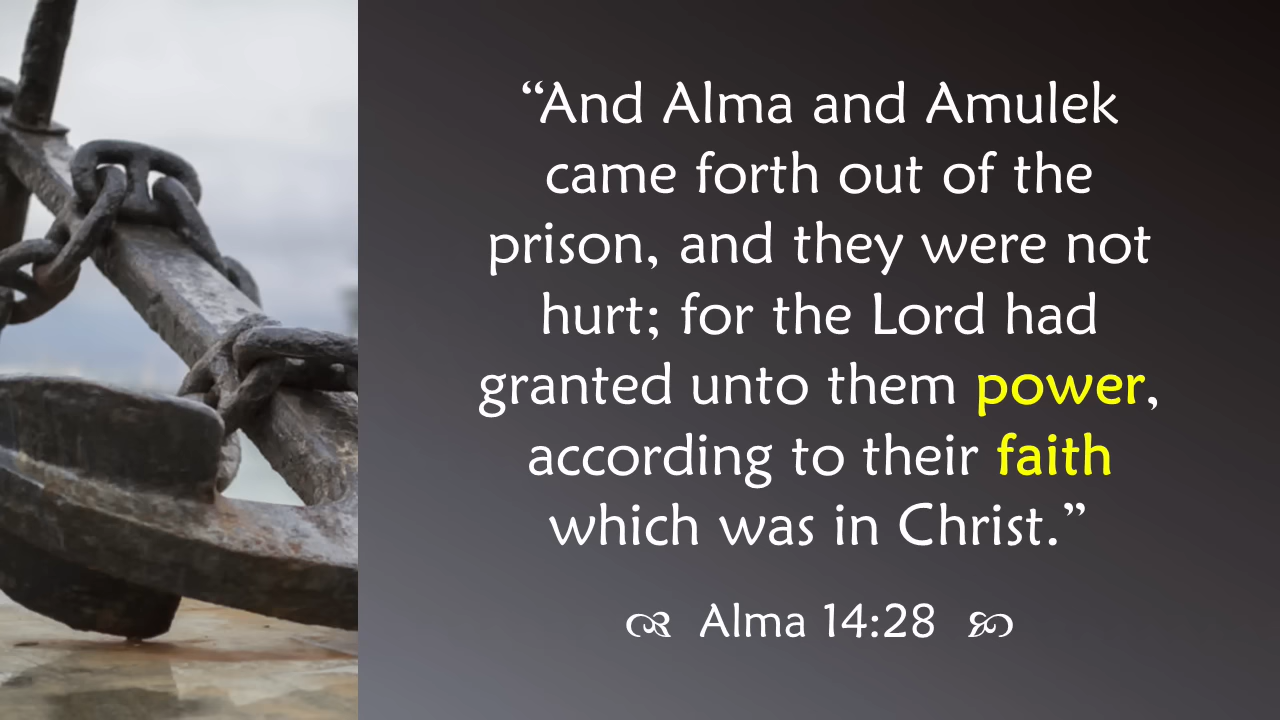 “And Alma and Amulek
came forth out of the
prison, and they were not
hurt; for the Lord had
granted unto them power,
according to their faith
which was in Christ.”
Alma 14:28